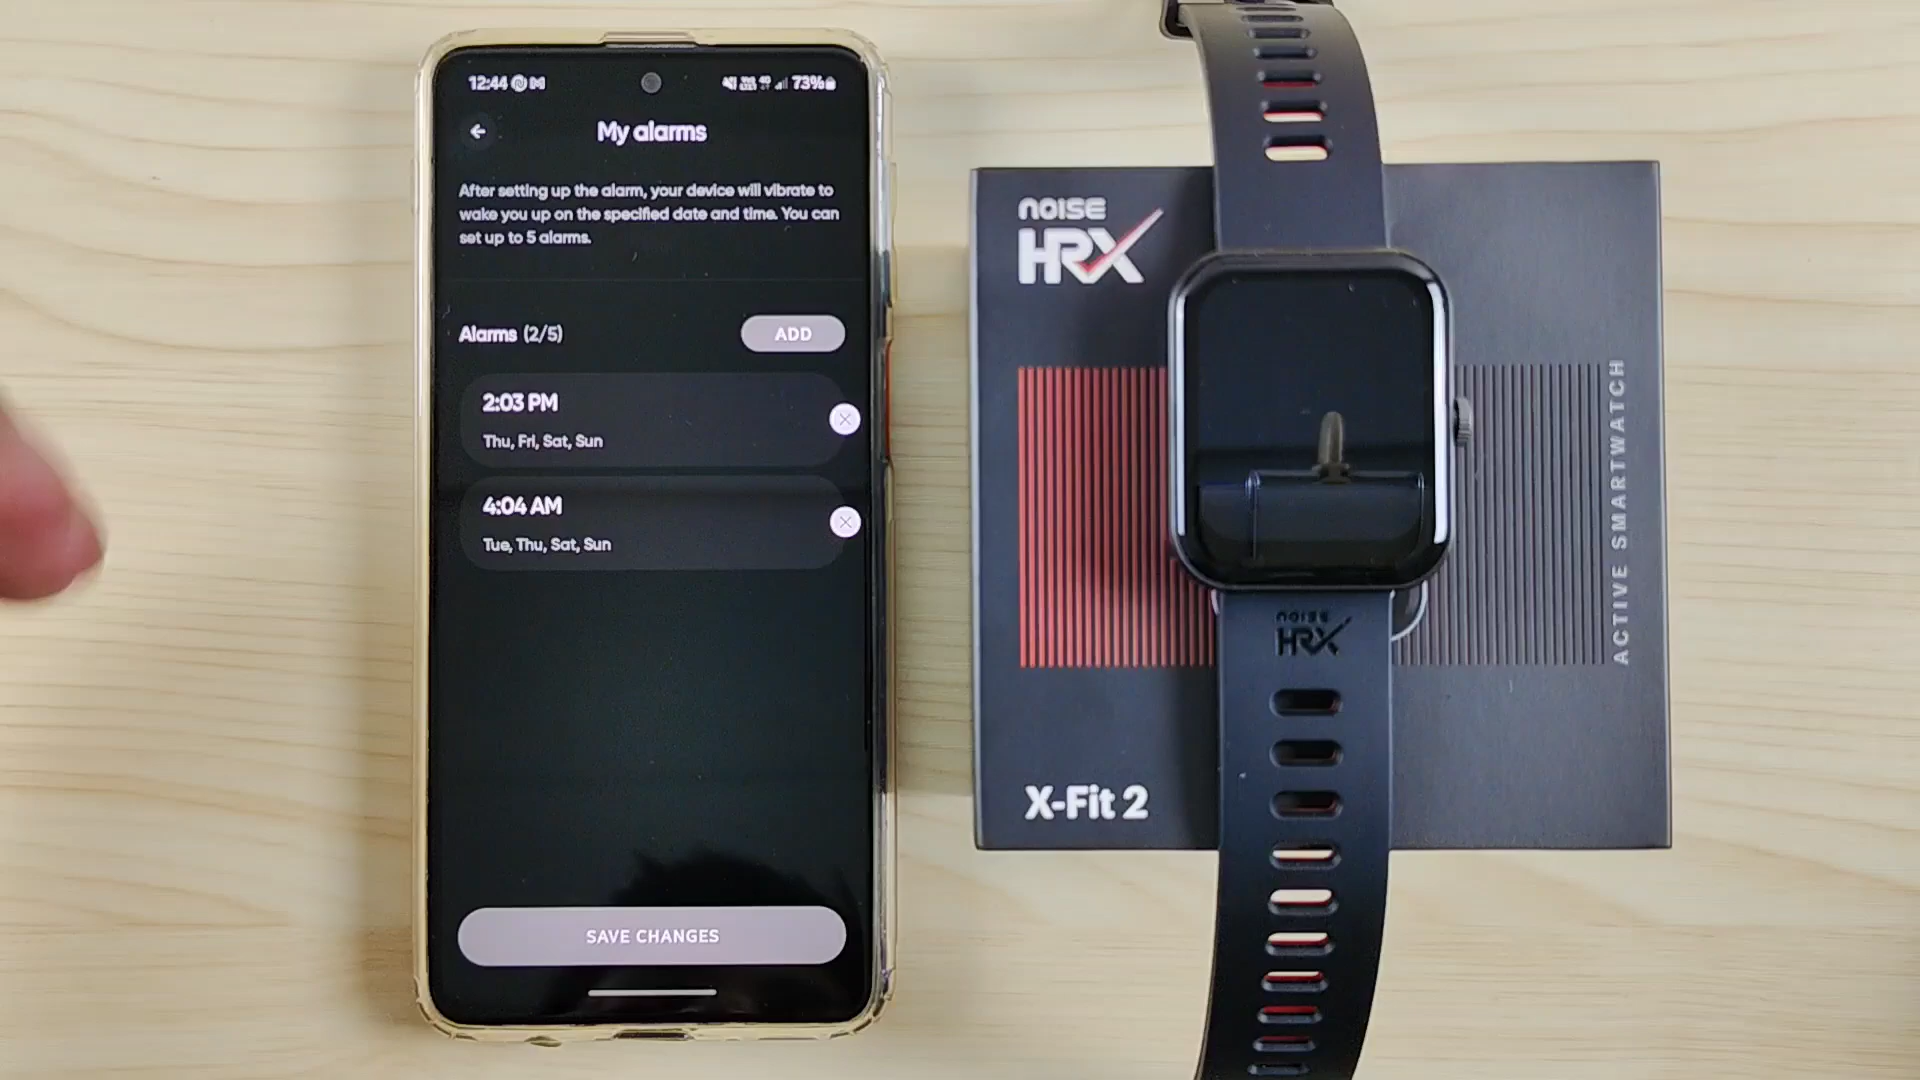 12:44
73%
My alarms
After setting up the alarm, your device will vibrate to
wake you up on the specified date and time. You can
set up to 5 alarms.
Alarms (2/5)
ADD
2:03 PM
Thu, Fri, Sat, Sun
4:04 AM
Tue, Thu, Sat, Sun
SAVE CHANGES
NOISE
HRX
ACTIVE SMARTWATCH
X-Fit 2
NOISE
HRX